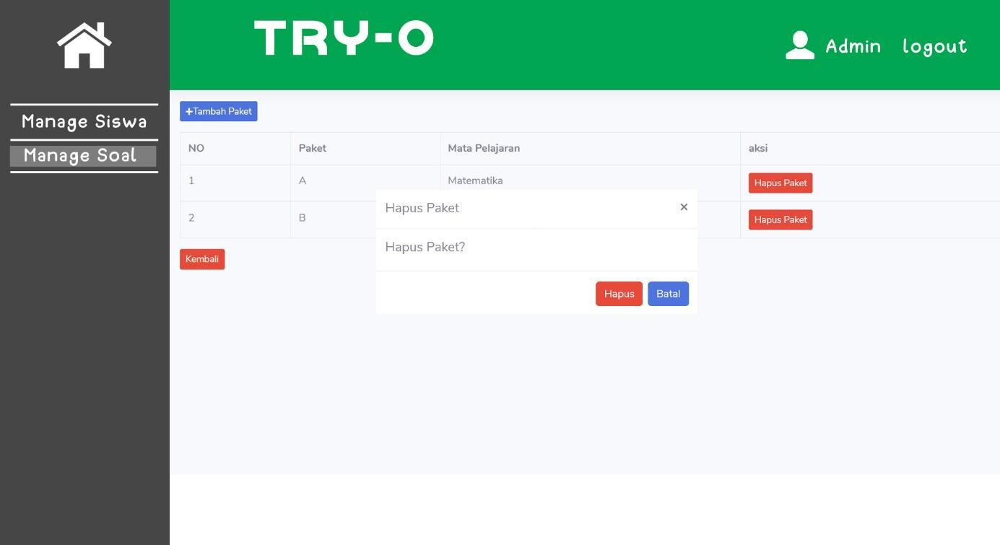 TRY-O
Admin logout
Manage Siswa
Manage Soal
+Tambah Paket
NO Paket Mata Pelajaran aksi
1 A Matematika Hapus Paket
2 B Hapus Paket
Kembali
Hapus Paket ×
Hapus Paket?
Hapus Batal